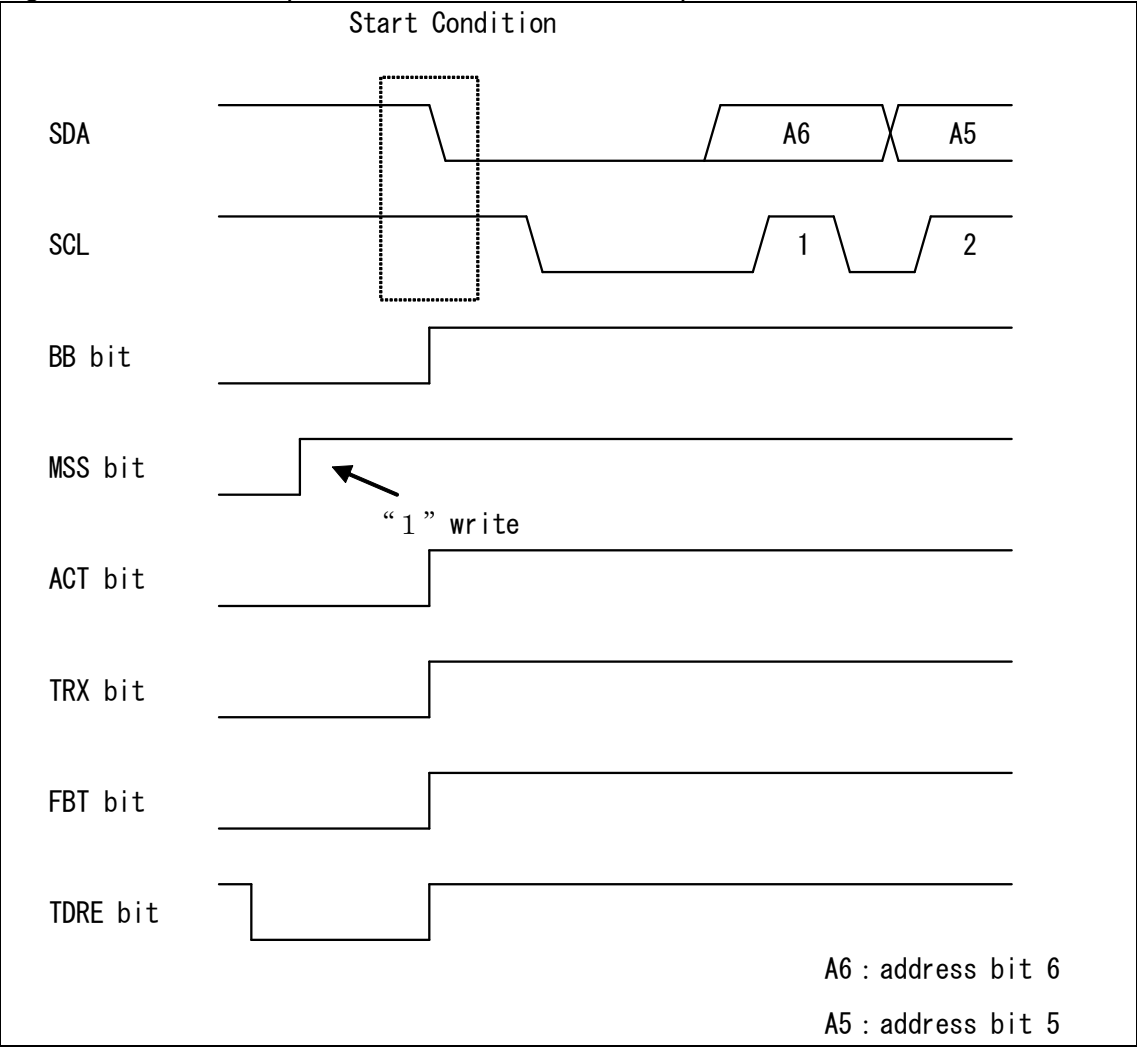 Start Condition
SDA
A6
A5
SCL
1
2
BB bit
MSS bit
“1”write
ACT bit
TRX bit
FBT bit
TDRE bit
A6：address bit 6
A5：address bit 5